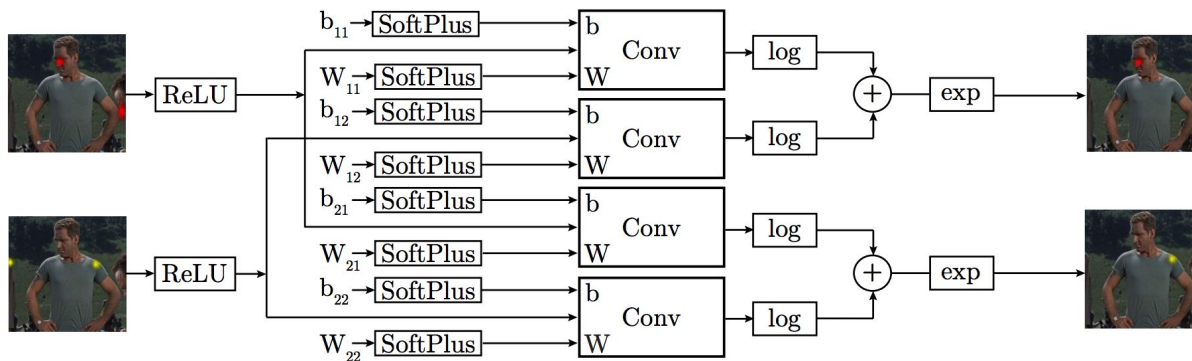 b₁₁ SoftPlus b
Conv log
W₁₁ SoftPlus W
ReLU + exp
b₁₂ SoftPlus b
Conv log
W₁₂ SoftPlus W
b₂₁ SoftPlus b
Conv log
W₂₁ SoftPlus W
ReLU + exp
b₂₂ SoftPlus b
Conv log
W₂₂ SoftPlus W